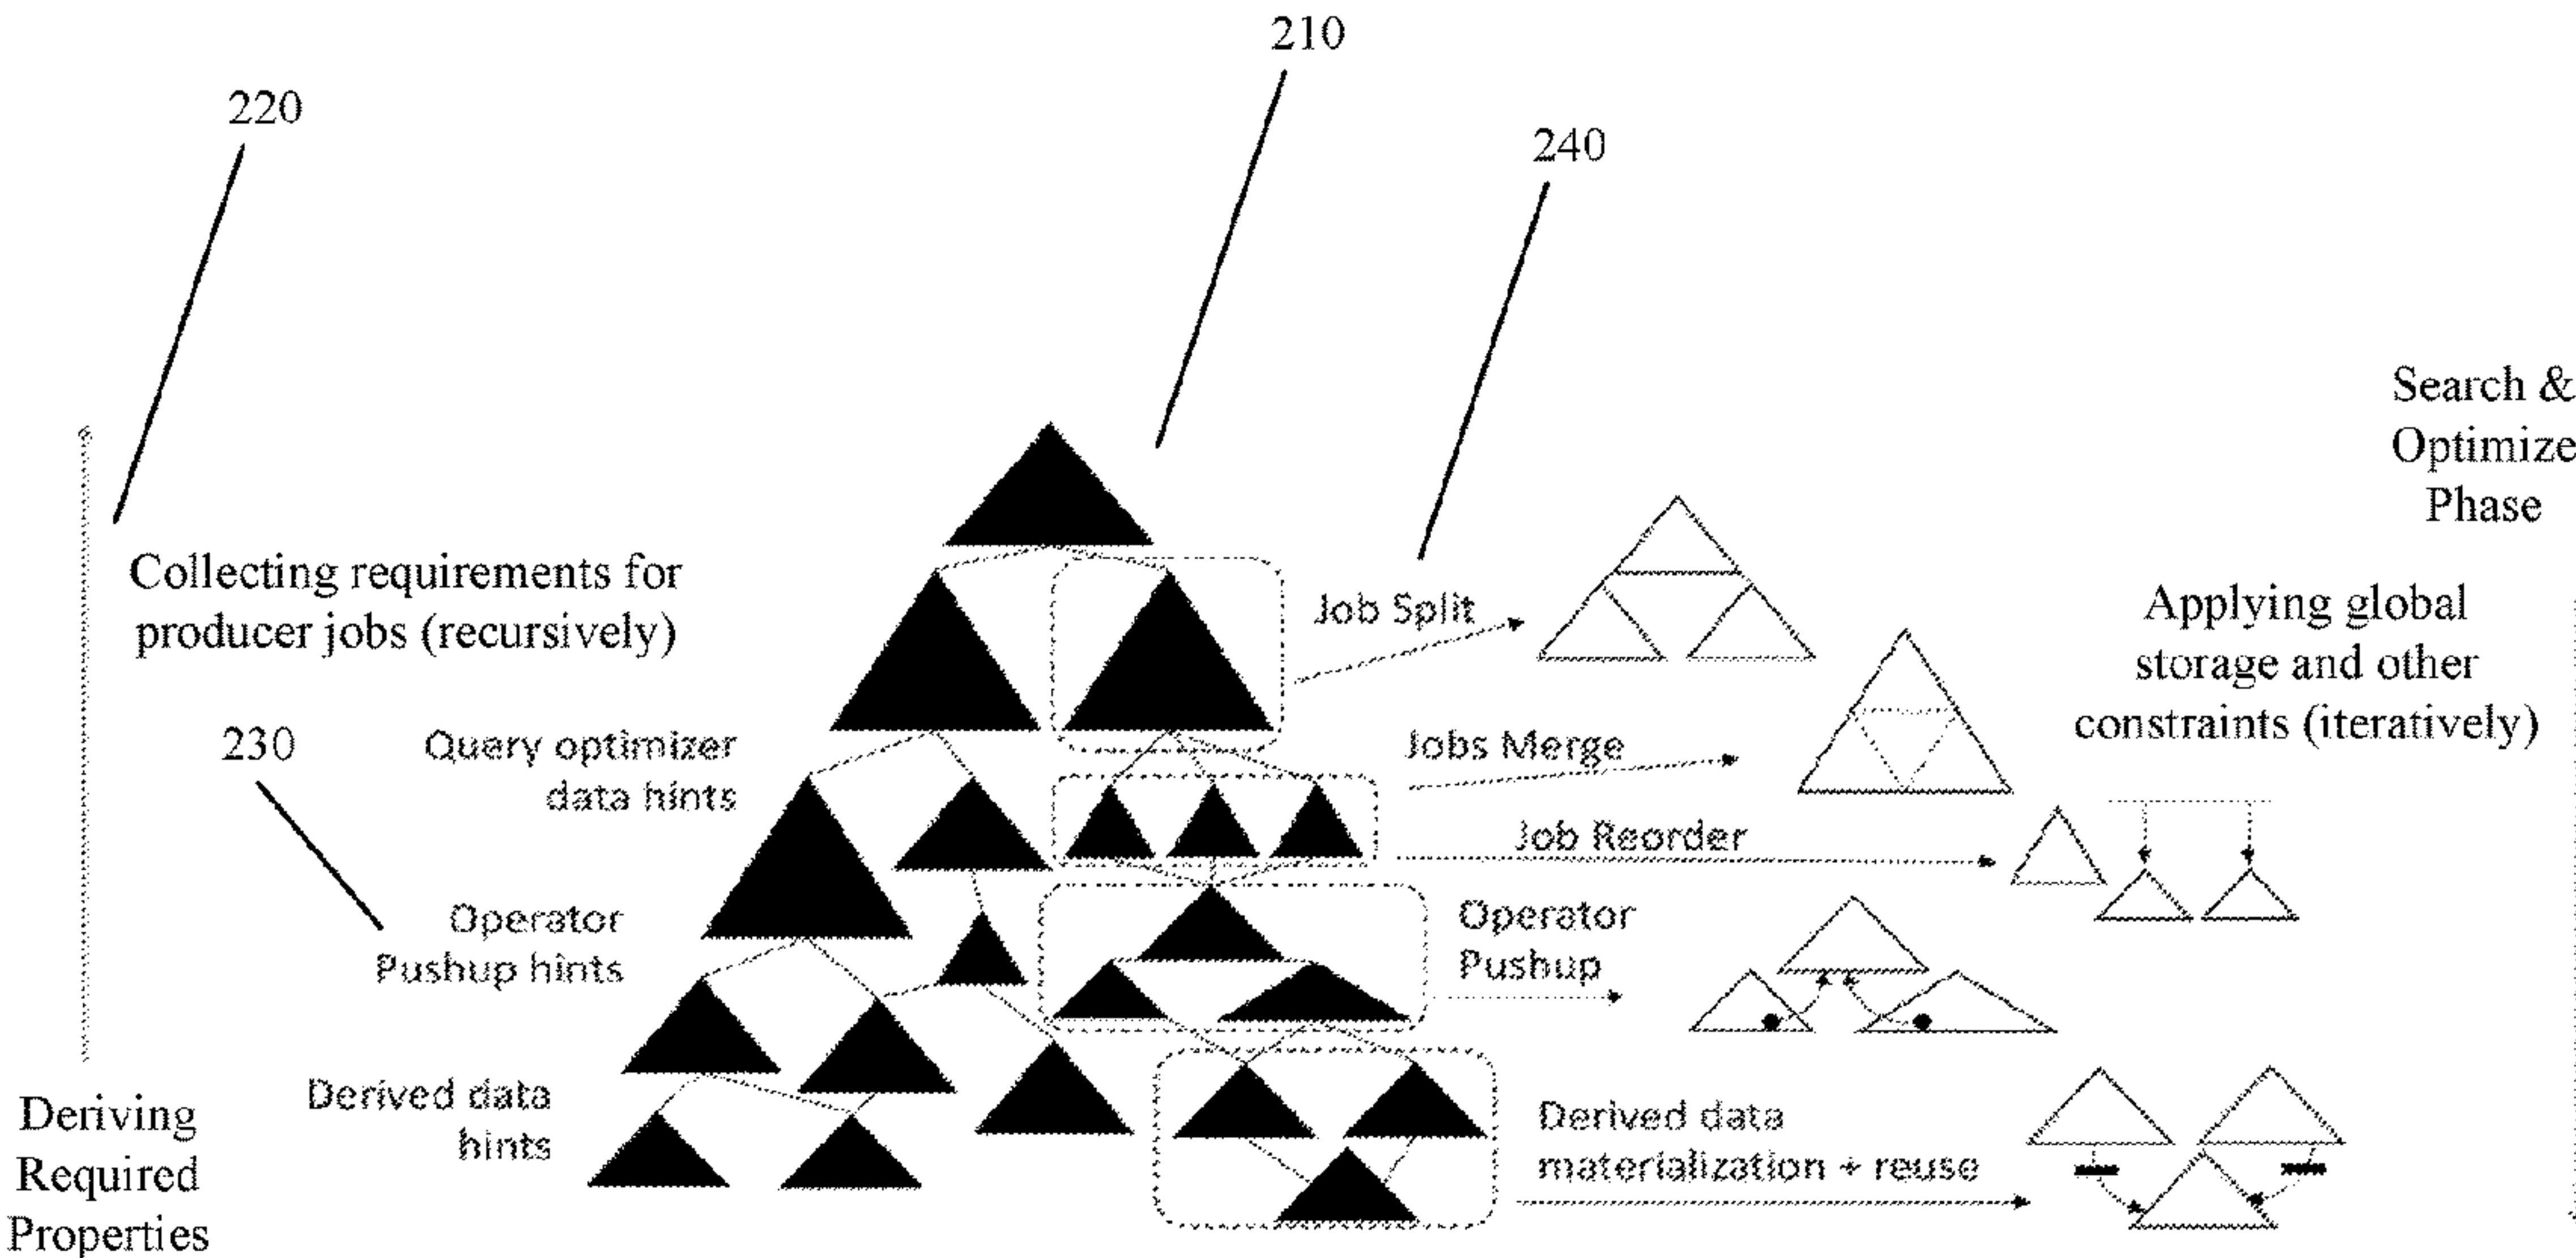 210
220
240
Search &
Optimize
Phase
Collecting requirements for
producer jobs (recursively)
Job Split
Applying global
storage and other
constraints (iteratively)
230
Query optimizer
data hints
Jobs Merge
Job Reorder
Operator
Pushup hints
Operator
Pushup
Derived data
hints
Deriving
Required
Properties
Derived data
materialization + reuse